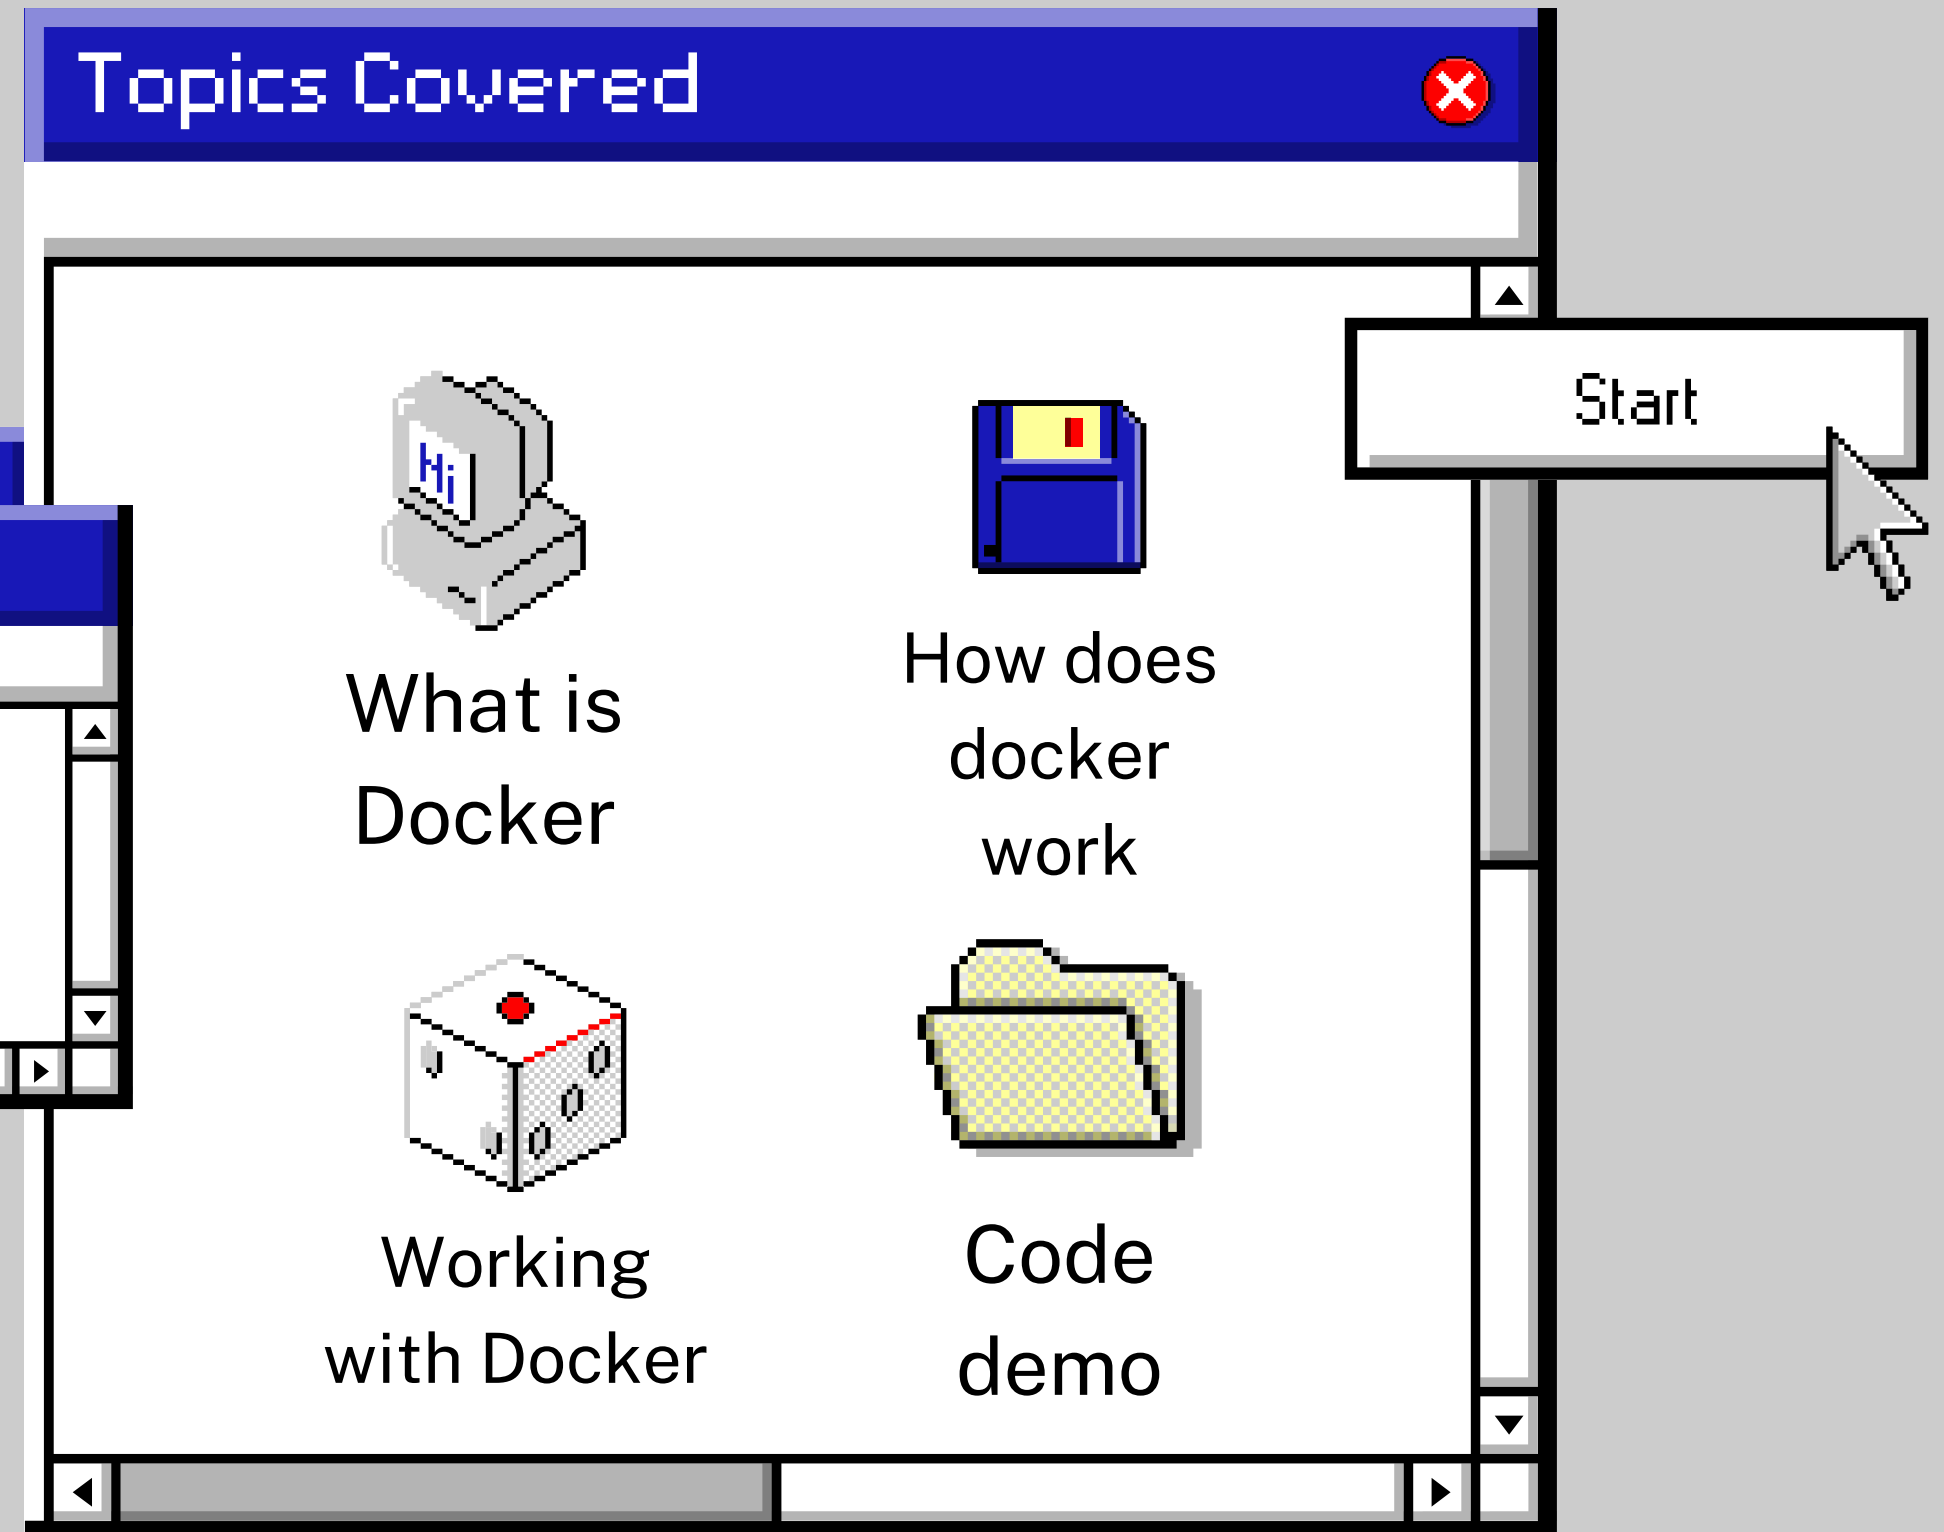 Topics Covered
Start
Hi
What is
Docker
How does
docker
work
Working
with Docker
Code
demo